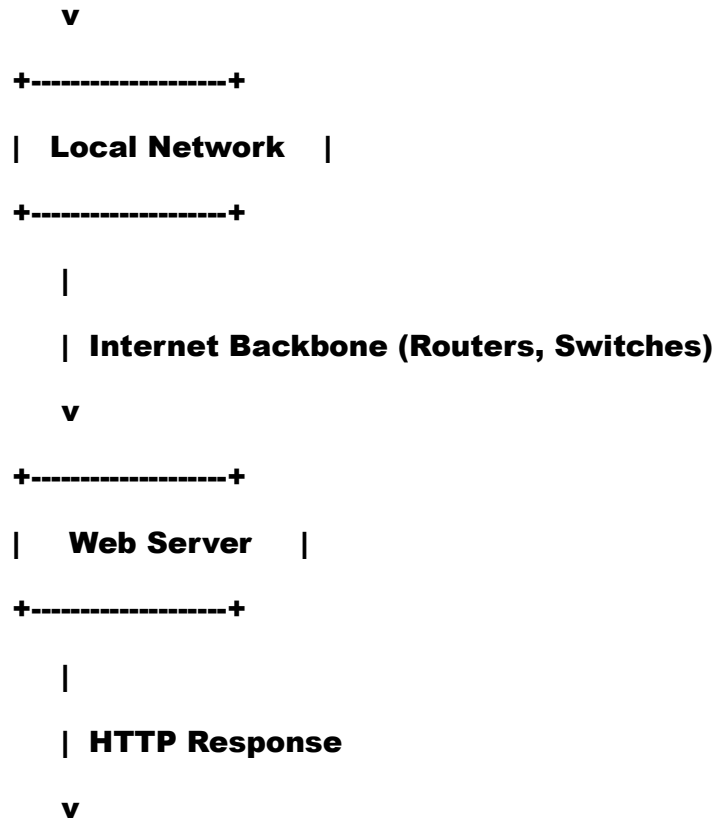 v
+--------------------+
| Local Network |
+--------------------+
|
| Internet Backbone (Routers, Switches)
v
+--------------------+
| Web Server |
+--------------------+
|
| HTTP Response
v